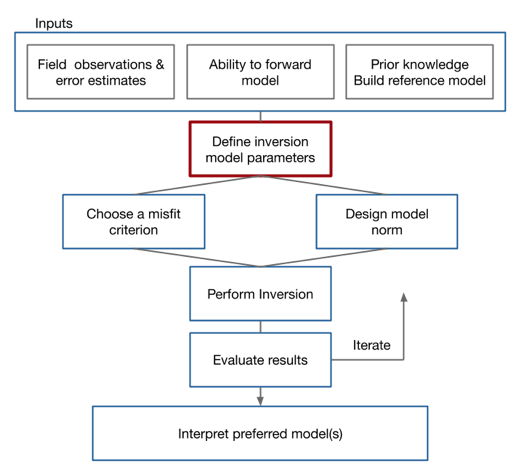 Inputs
Field observations &
error estimates
Ability to forward
model
Prior knowledge
Build reference model
Define inversion
model parameters
Choose a misfit
criterion
Design model
norm
Perform Inversion
Evaluate results
Iterate
Interpret preferred model(s)